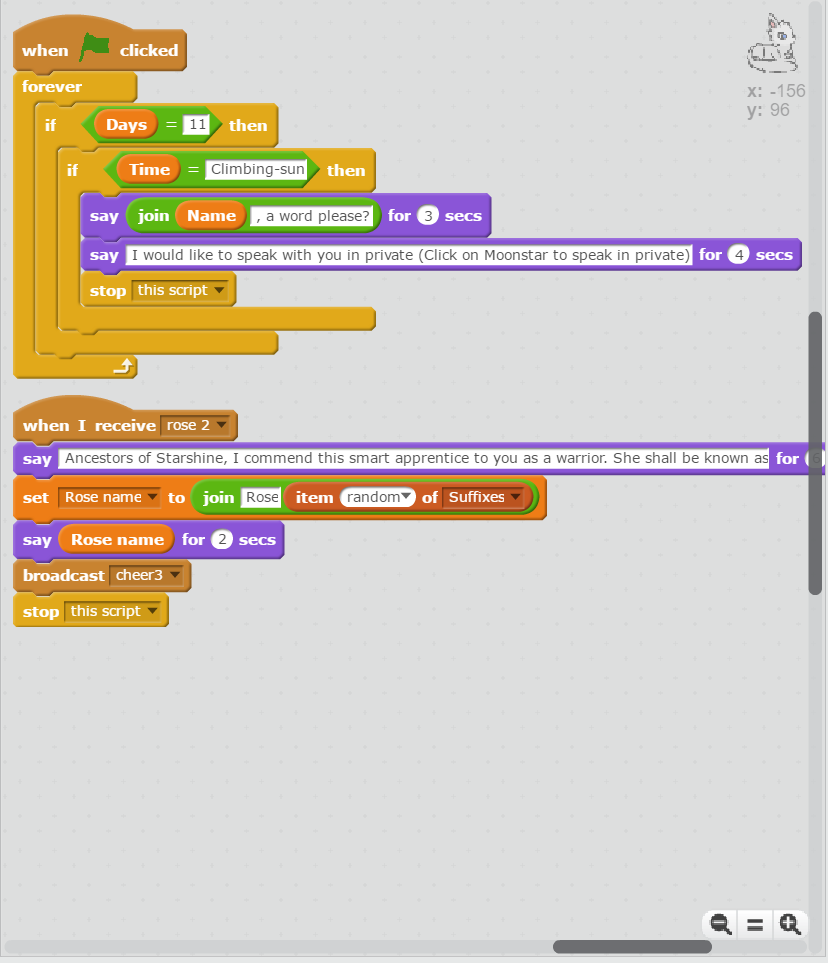 when clicked
forever
if Days = 11 then
if Time = Climbing-sun then
say join Name , a word please? for 3 secs
say I would like to speak with you in private (Click on Moonstar to speak in private) for 4 secs
stop this script
when I receive rose 2
say Ancestors of Starshine, I commend this smart apprentice to you as a warrior. She shall be known as for
set Rose name to join Rose item random of Suffixes
say Rose name for 2 secs
broadcast cheer3
stop this script
x: -156
y: 96